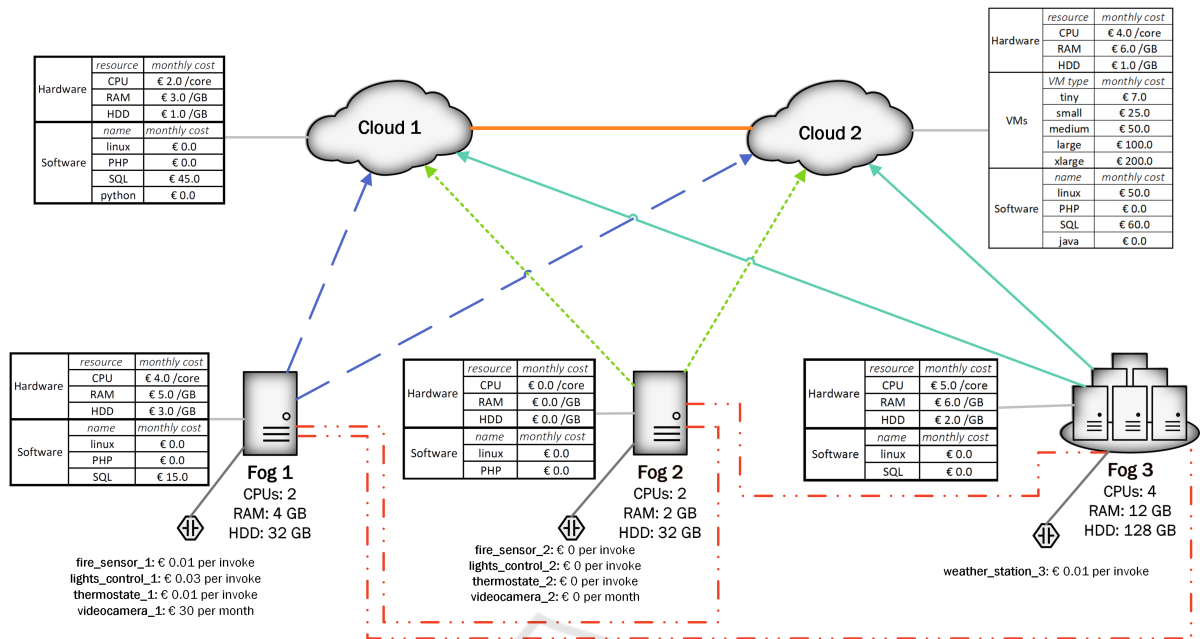 resource monthly cost
Hardware
CPU € 4.0 /core
RAM € 6.0 /GB
HDD € 1.0 /GB
VM type monthly cost
VMs
tiny € 7.0
small € 25.0
medium € 50.0
large € 100.0
xlarge € 200.0
name monthly cost
Software
linux € 50.0
PHP € 0.0
SQL € 60.0
java € 0.0
resource monthly cost
Hardware
CPU € 2.0 /core
RAM € 3.0 /GB
HDD € 1.0 /GB
name monthly cost
Software
linux € 0.0
PHP € 0.0
SQL € 45.0
python € 0.0
Cloud 1
Cloud 2
resource monthly cost
Hardware
CPU € 4.0 /core
RAM € 5.0 /GB
HDD € 3.0 /GB
name monthly cost
Software
linux € 0.0
PHP € 0.0
SQL € 15.0
Fog 1
CPUs: 2
RAM: 4 GB
HDD: 32 GB
fire_sensor_1: € 0.01 per invoke
lights_control_1: € 0.03 per invoke
thermostate_1: € 0.01 per invoke
videocamera_1: € 30 per month
resource monthly cost
Hardware
CPU € 0.0 /core
RAM € 0.0 /GB
HDD € 0.0 /GB
name monthly cost
Software
linux € 0.0
PHP € 0.0
Fog 2
CPUs: 2
RAM: 2 GB
HDD: 32 GB
fire_sensor_2: € 0 per invoke
lights_control_2: € 0 per invoke
thermostate_2: € 0 per invoke
videocamera_2: € 0 per month
resource monthly cost
Hardware
CPU € 5.0 /core
RAM € 6.0 /GB
HDD € 2.0 /GB
name monthly cost
Software
linux € 0.0
SQL € 0.0
Fog 3
CPUs: 4
RAM: 12 GB
HDD: 128 GB
weather_station_3: € 0.01 per invoke